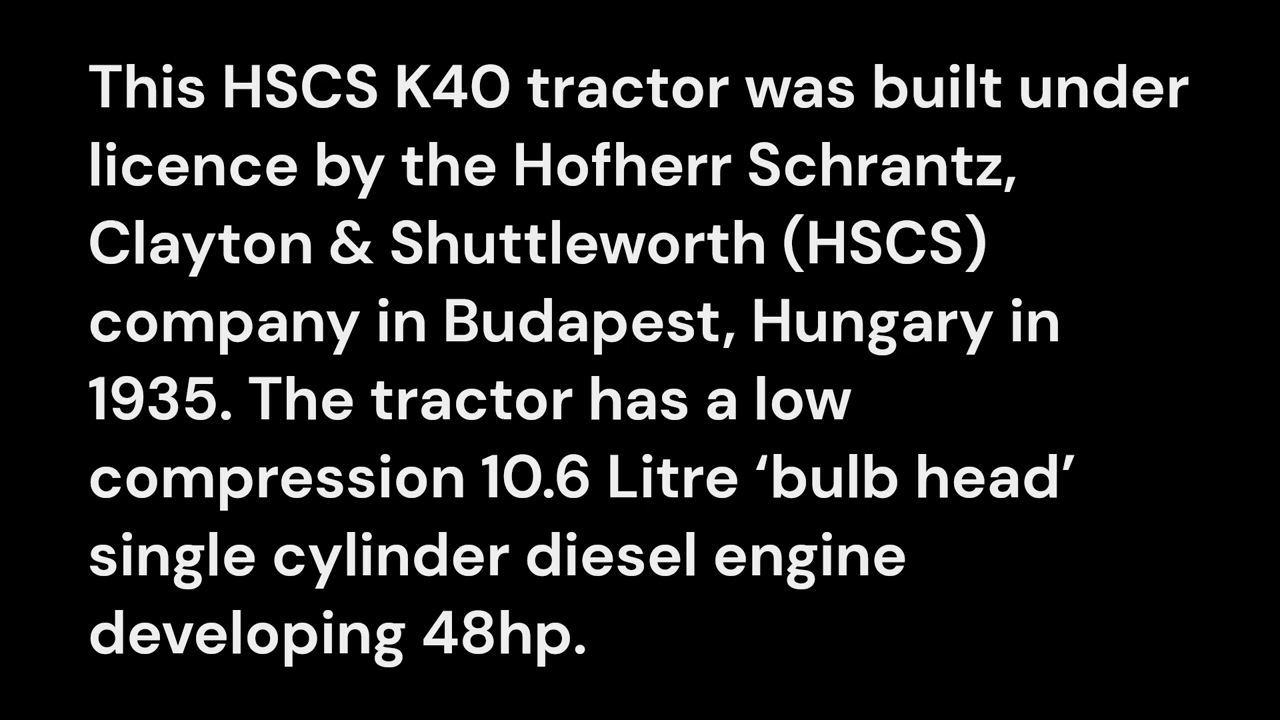 This HSCS K40 tractor was built under
licence by the Hofherr Schrantz,
Clayton & Shuttleworth (HSCS)
company in Budapest, Hungary in
1935. The tractor has a low
compression 10.6 Litre ‘bulb head’
single cylinder diesel engine
developing 48hp.